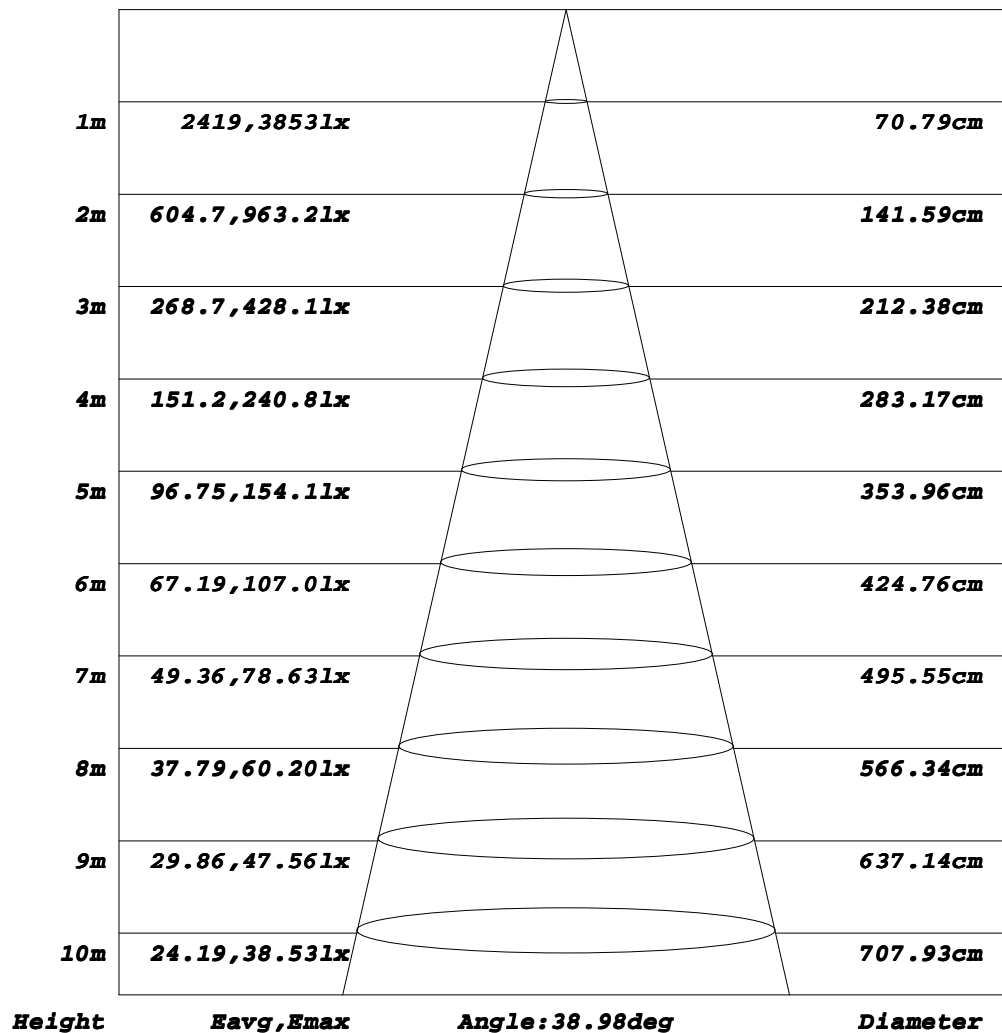 1m 2419,3853lx 70.79cm
2m 604.7,963.2lx 141.59cm
3m 268.7,428.1lx 212.38cm
4m 151.2,240.8lx 283.17cm
5m 96.75,154.1lx 353.96cm
6m 67.19,107.0lx 424.76cm
7m 49.36,78.63lx 495.55cm
8m 37.79,60.20lx 566.34cm
9m 29.86,47.56lx 637.14cm
10m 24.19,38.53lx 707.93cm
Height Eavg,Emax Angle:38.98deg Diameter